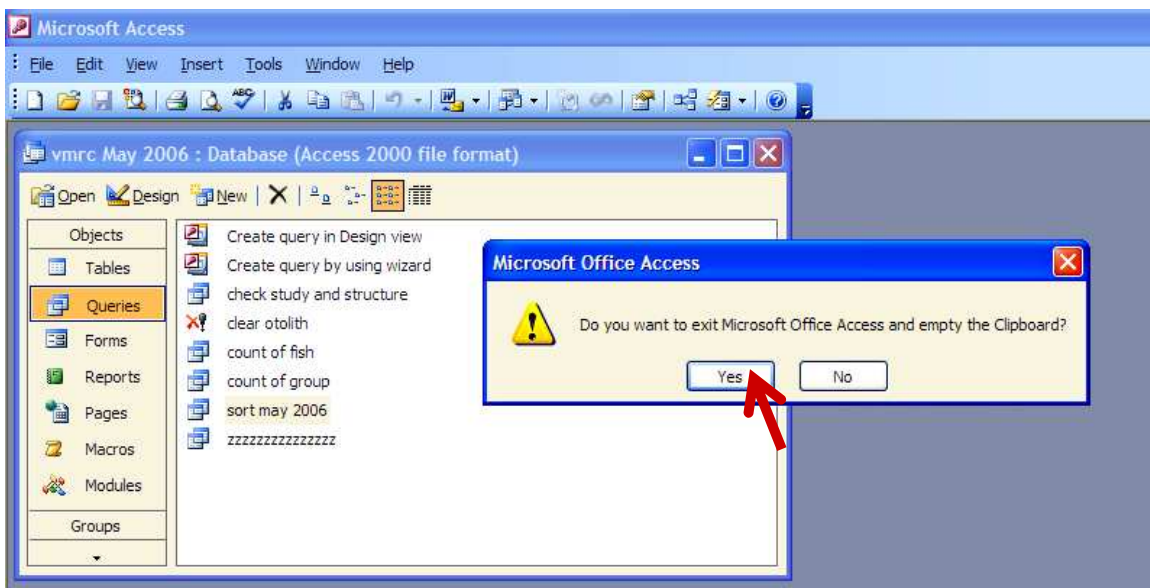 Microsoft Access
File Edit View Insert Tools Window Help
vmrc May 2006 : Database (Access 2000 file format)
Open Design New
Objects
Tables
Queries
Forms
Reports
Pages
Macros
Modules
Groups
Create query in Design view
Create query by using wizard
check study and structure
clear otolith
count of fish
count of group
sort may 2006
zzzzzzzzzzzzzzz
Microsoft Office Access
Do you want to exit Microsoft Office Access and empty the Clipboard?
Yes No